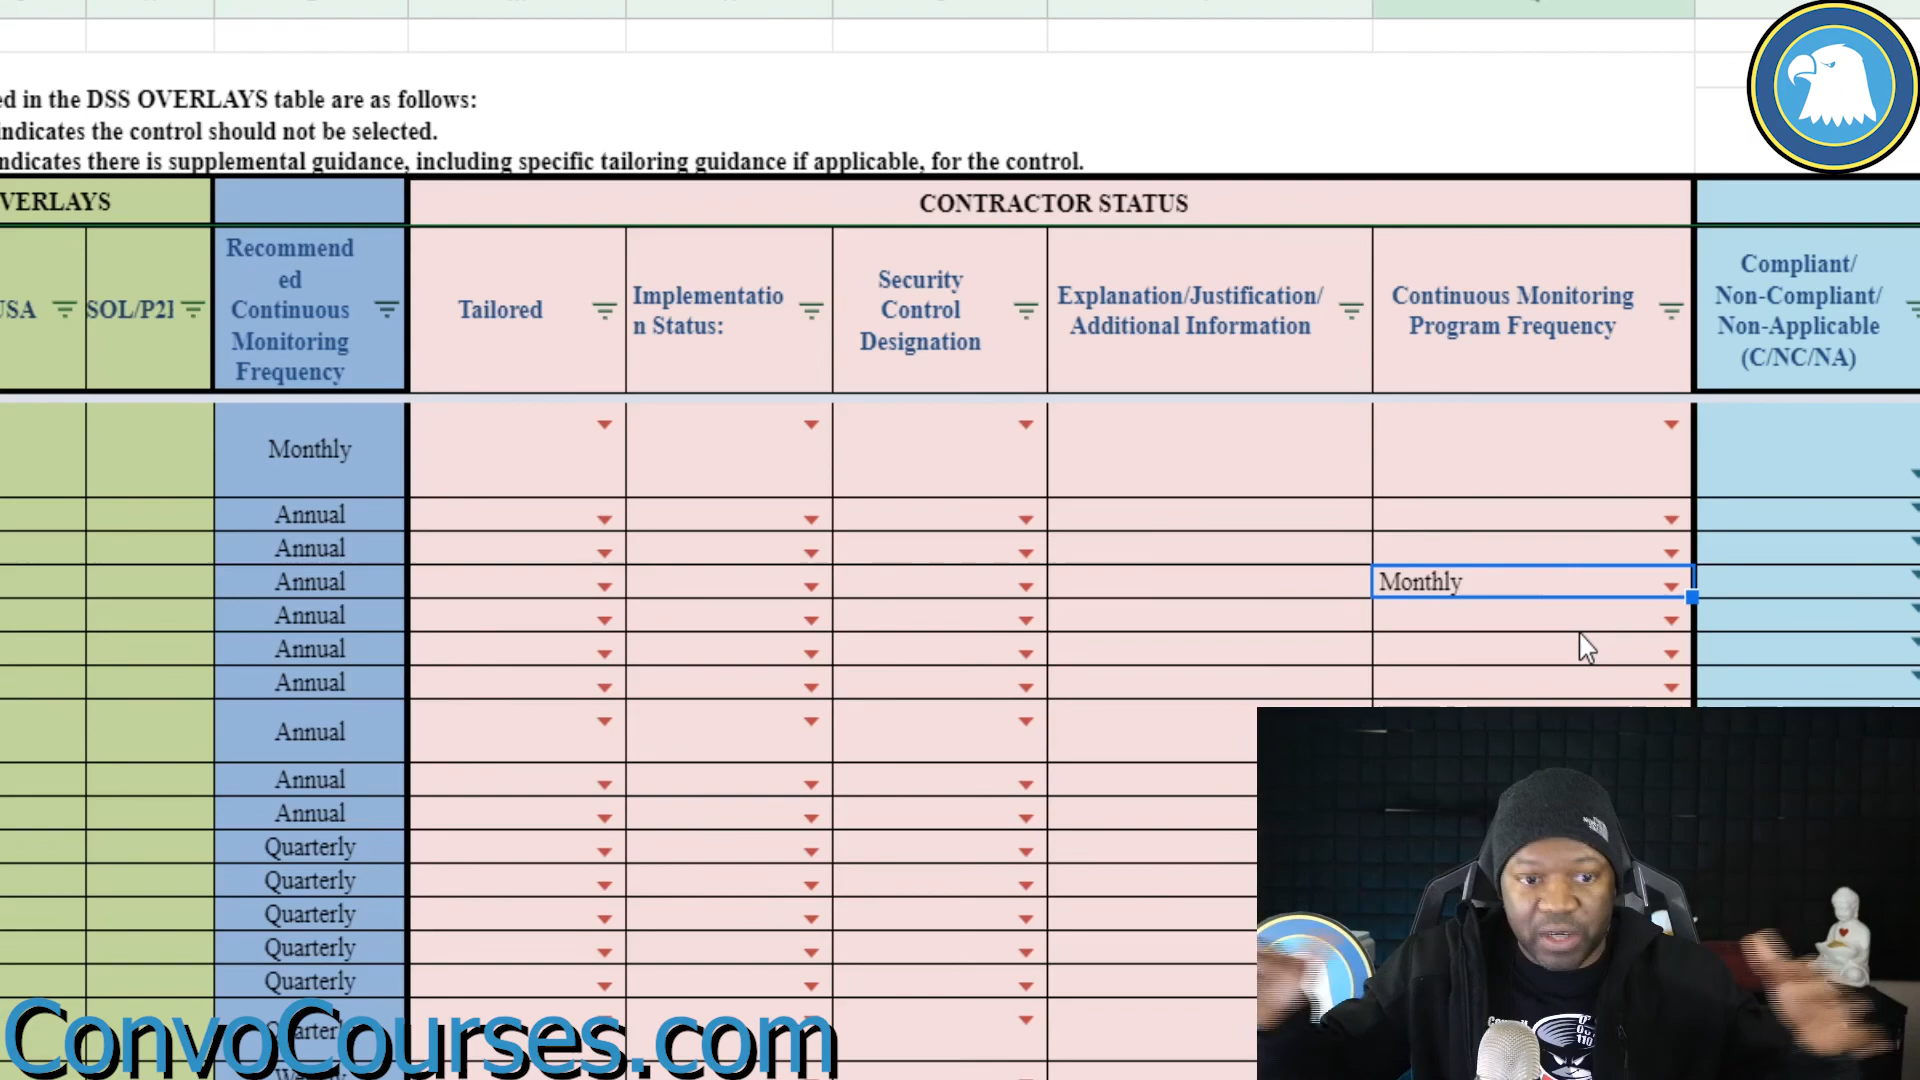 ed in the DSS OVERLAYS table are as follows:
indicates the control should not be selected.
ndicates there is supplemental guidance, including specific tailoring guidance if applicable, for the control.
VERLAYS
CONTRACTOR STATUS
USA
SOL/P2P
Recommend
ed
Continuous
Monitoring
Frequency
Tailored
Implementatio
n Status:
Security
Control
Designation
Explanation/Justification/
Additional Information
Continuous Monitoring
Program Frequency
Compliant/
Non-Compliant/
Non-Applicable
(C/NC/NA)
Monthly
Annual
Annual
Annual
Monthly
Annual
Annual
Annual
Annual
Annual
Annual
Quarterly
Quarterly
Quarterly
Quarterly
Quarterly
Quarterly
ConvoCourses.com